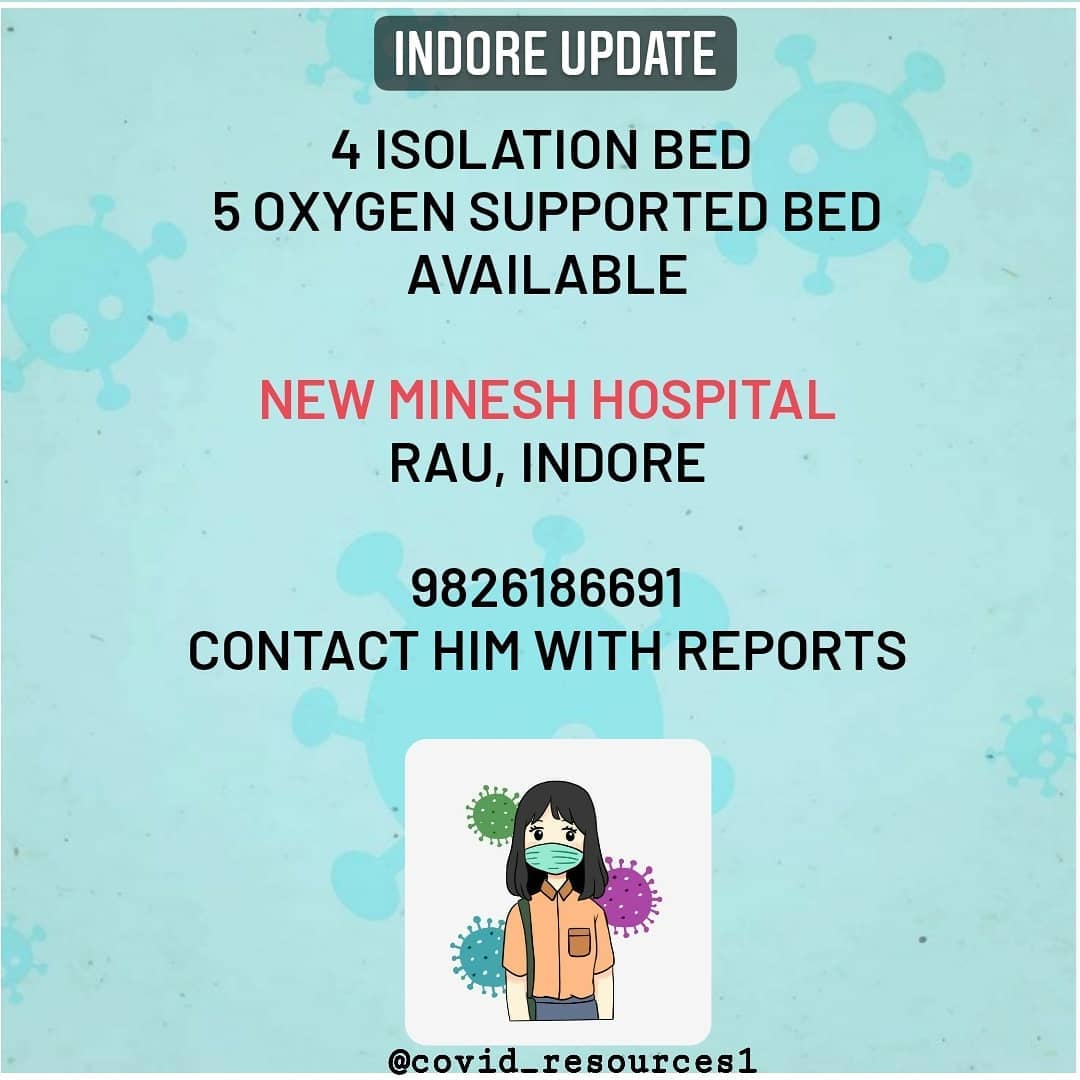 INDORE UPDATE
4 ISOLATION BED
5 OXYGEN SUPPORTED BED
AVAILABLE
NEW MINESH HOSPITAL
RAU, INDORE
9826186691
CONTACT HIM WITH REPORTS
@covid_resources1